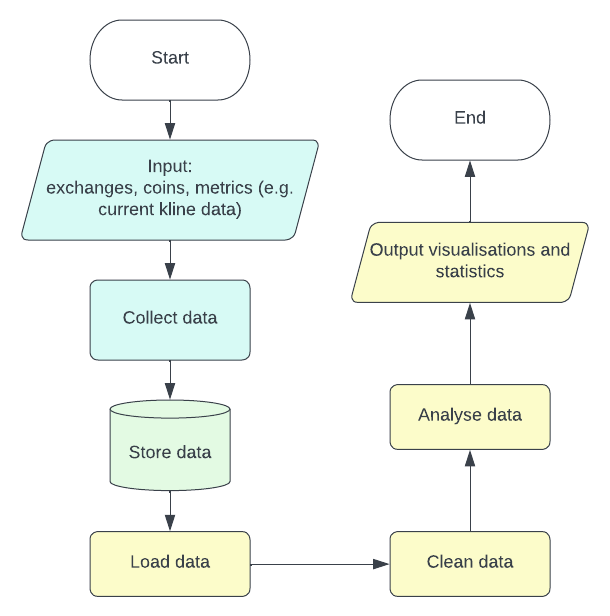 Start
Input:
exchanges, coins, metrics (e.g.
current kline data)
Collect data
Store data
Load data
Clean data
Analyse data
Output visualisations and
statistics
End